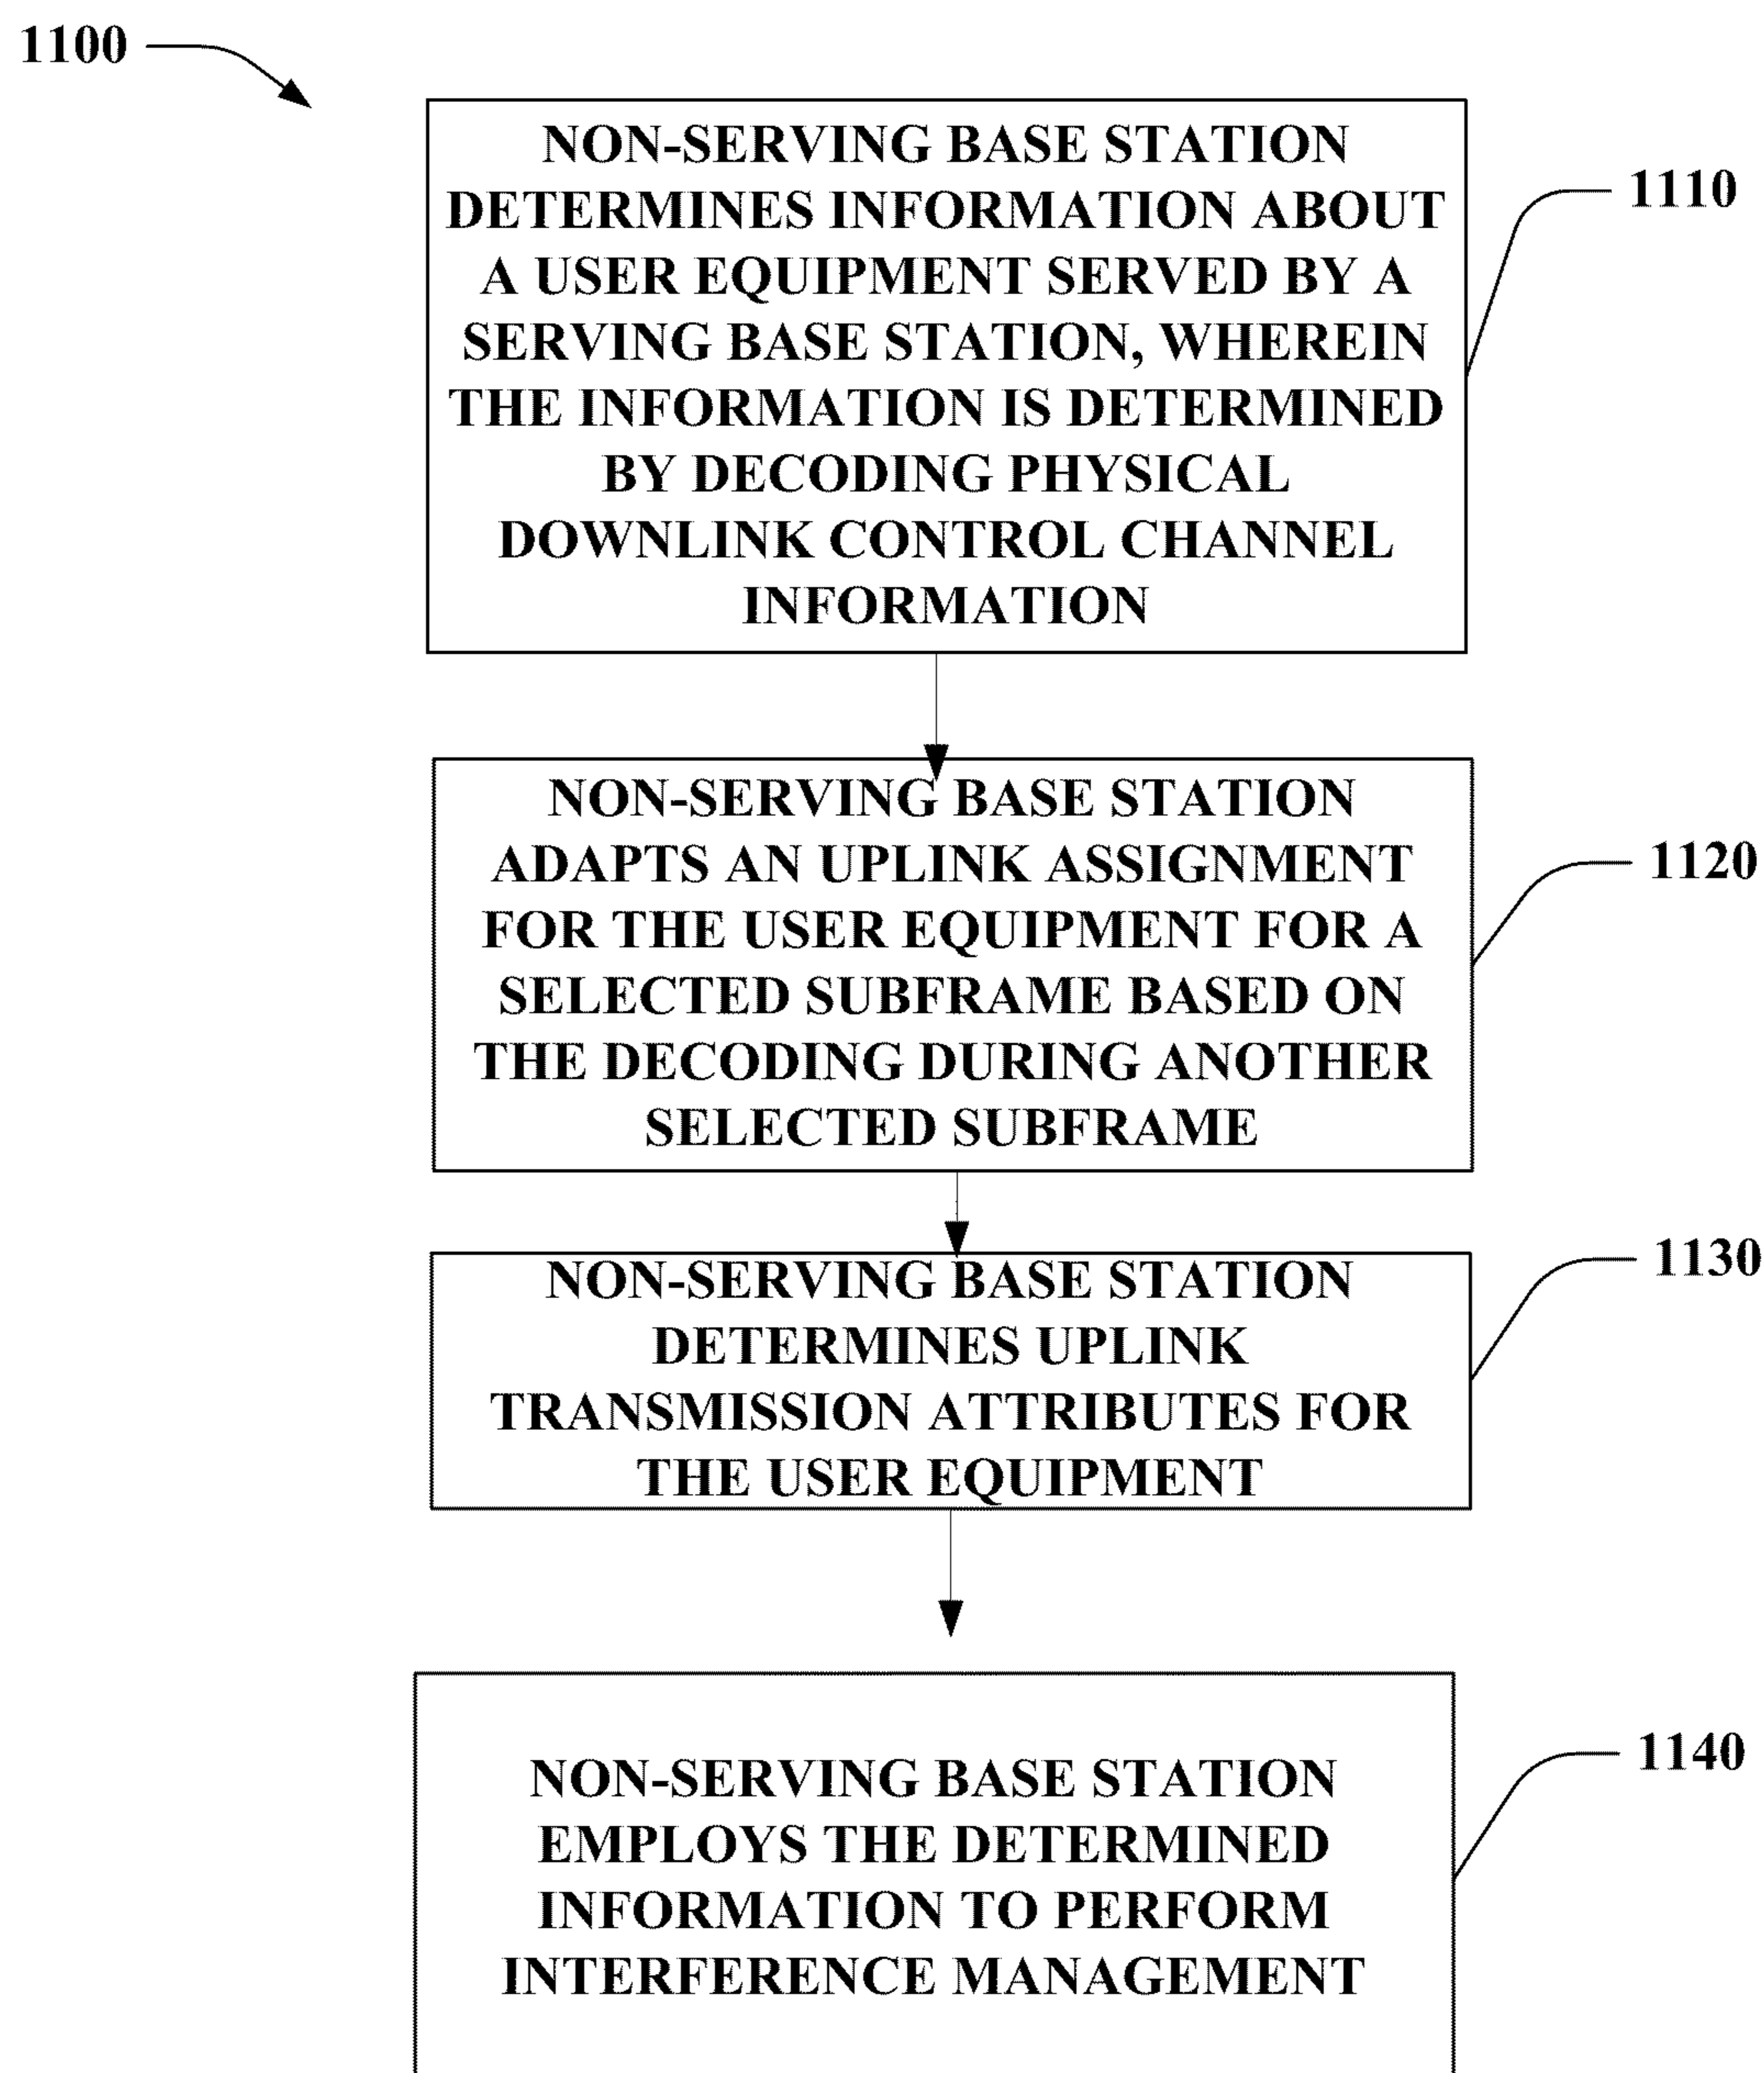 1100
NON-SERVING BASE STATION
DETERMINES INFORMATION ABOUT
A USER EQUIPMENT SERVED BY A
SERVING BASE STATION, WHEREIN
THE INFORMATION IS DETERMINED
BY DECODING PHYSICAL
DOWNLINK CONTROL CHANNEL
INFORMATION
1110
NON-SERVING BASE STATION
ADAPTS AN UPLINK ASSIGNMENT
FOR THE USER EQUIPMENT FOR A
SELECTED SUBFRAME BASED ON
THE DECODING DURING ANOTHER
SELECTED SUBFRAME
1120
NON-SERVING BASE STATION
DETERMINES UPLINK
TRANSMISSION ATTRIBUTES FOR
THE USER EQUIPMENT
1130
NON-SERVING BASE STATION
EMPLOYS THE DETERMINED
INFORMATION TO PERFORM
INTERFERENCE MANAGEMENT
1140